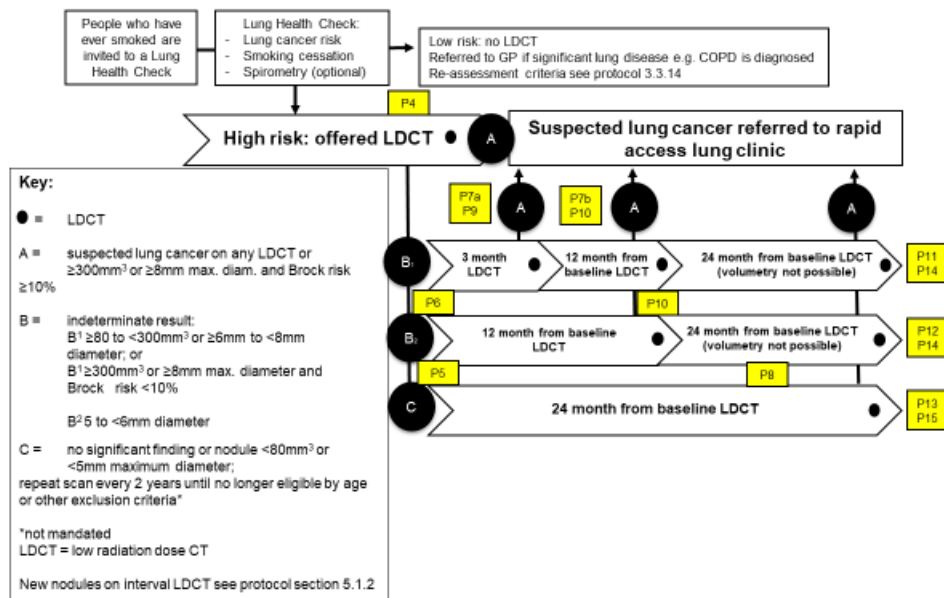 People who have
ever smoked are
invited to a Lung
Health Check
Lung Health Check:
- Lung cancer risk
- Smoking cessation
- Spirometry (optional)
Low risk: no LDCT
Referred to GP if significant lung disease e.g. COPD is diagnosed
Re-assessment criteria see protocol 3.3.14
P4
High risk: offered LDCT
A
Suspected lung cancer referred to rapid
access lung clinic
P7a
P9
A
P7b
P10
A
A
B1
3 month
LDCT
12 month from
baseline LDCT
24 month from baseline LDCT
(volumetry not possible)
P11
P14
P6
P10
B2
12 month from baseline
LDCT
24 month from baseline LDCT
(volumetry not possible)
P12
P14
P5
P8
C
24 month from baseline LDCT
P13
P15
Key:
● = LDCT
A = suspected lung cancer on any LDCT or
≥300mm³ or ≥8mm max. diam. and Brock risk
≥10%
B = indeterminate result:
B¹ ≥80 to <300mm³ or ≥6mm to <8mm
diameter; or
B¹≥300mm³ or ≥8mm max. diameter and
Brock risk <10%
B² 5 to <6mm diameter
C = no significant finding or nodule <80mm³ or
<5mm maximum diameter;
repeat scan every 2 years until no longer eligible by age
or other exclusion criteria*
*not mandated
LDCT = low radiation dose CT
New nodules on interval LDCT see protocol section 5.1.2